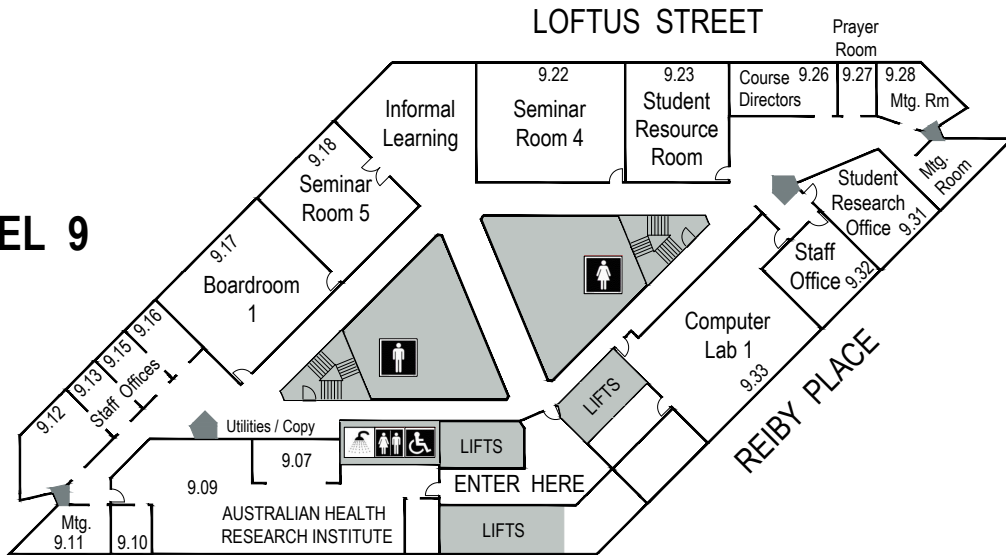 LOFTUS STREET
Prayer
Room
9.22
9.23
Course 9.26
Directors
9.27
9.28
Mtg. Rm
Informal
Learning
Seminar
Room 4
Student
Resource
Room
9.18
Seminar
Room 5
Mtg.
Room
Student
Research
Office
9.31
EL 9
9.17
Boardroom
1
Staff
Office
9.32
9.16
9.15
9.13
9.12
Staff Offices
Computer
Lab 1
9.33
REIBY PLACE
LIFTS
Utilities / Copy
9.07
LIFTS
ENTER HERE
9.09
AUSTRALIAN HEALTH
RESEARCH INSTITUTE
LIFTS
Mtg.
9.11
9.10